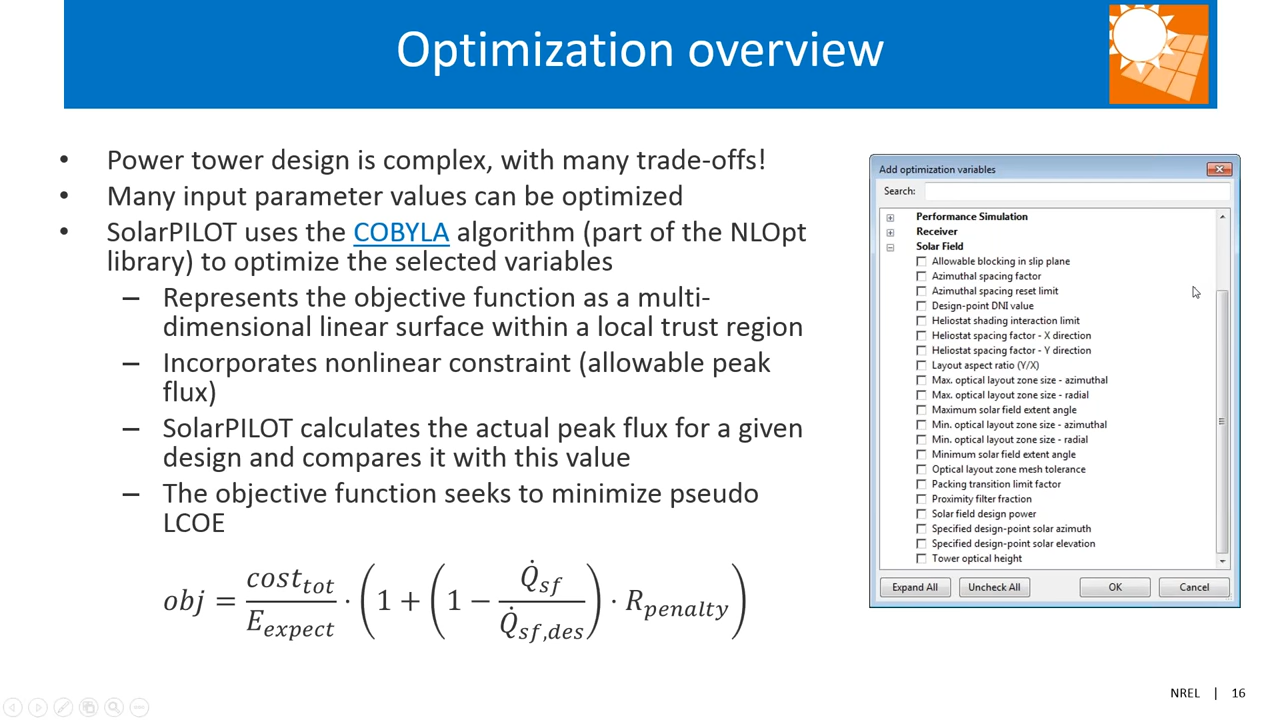 Optimization overview
• Power tower design is complex, with many trade-offs!
• Many input parameter values can be optimized
• SolarPILOT uses the COBYLA algorithm (part of the NLOpt
library) to optimize the selected variables
– Represents the objective function as a multi-
dimensional linear surface within a local trust region
– Incorporates nonlinear constraint (allowable peak
flux)
– SolarPILOT calculates the actual peak flux for a given
design and compares it with this value
– The objective function seeks to minimize pseudo
LCOE
obj = cost_tot / E_expect · (1 + (1 − Q̇_sf / Q̇_sf,des) · R_penalty)
Add optimization variables
Search:
Performance Simulation
Receiver
Solar Field
Allowable blocking in slip plane
Azimuthal spacing factor
Azimuthal spacing reset limit
Design-point DNI value
Heliostat shading interaction limit
Heliostat spacing factor - X direction
Heliostat spacing factor - Y direction
Layout aspect ratio (Y/X)
Max. optical layout zone size - azimuthal
Max. optical layout zone size - radial
Maximum solar field extent angle
Min. optical layout zone size - azimuthal
Min. optical layout zone size - radial
Minimum solar field extent angle
Optical layout zone mesh tolerance
Packing transition limit factor
Proximity filter fraction
Solar field design power
Specified design-point solar azimuth
Specified design-point solar elevation
Tower optical height
Expand All Uncheck All OK Cancel
NREL | 16